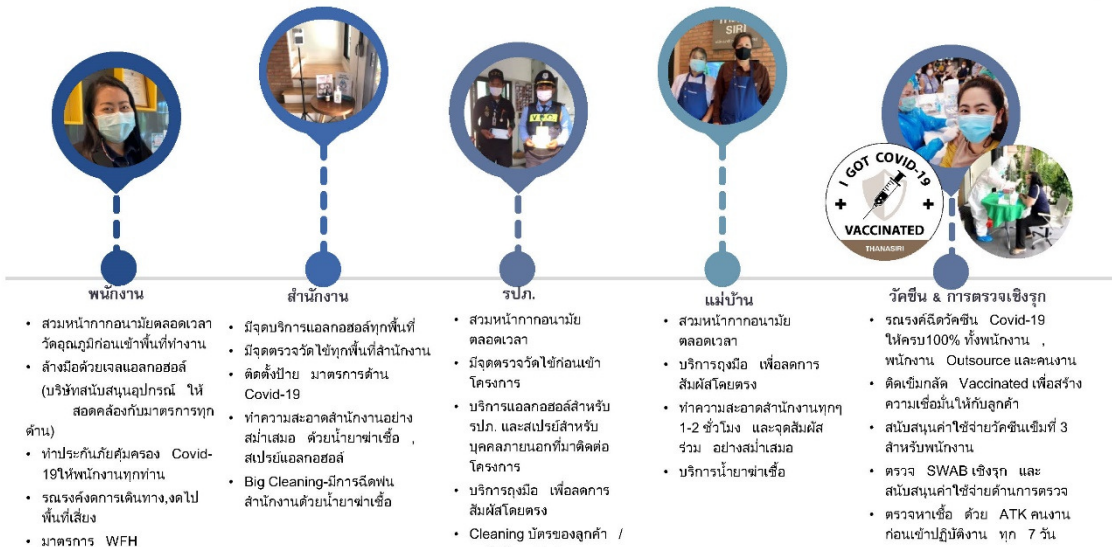 SIRI
V.P.C.
I GOT COVID-19
VACCINATED
THANASIRI
พนักงาน
• สวมหน้ากากอนามัยตลอดเวลา
วัดอุณภูมิก่อนเข้าพื้นที่ทำงาน
• ล้างมือด้วยเจลแอลกอฮอล์
(บริษัทสนับสนุนอุปกรณ์ ให้
สอดคล้องกับมาตรการทุก
ด้าน)
• ทำประกันภัยคุ้มครอง Covid-
19ให้พนักงานทุกท่าน
• รณรงค์งดการเดินทาง,งดไป
พื้นที่เสี่ยง
• มาตรการ WFH
สำนักงาน
• มีจุดบริการแอลกอฮอล์ทุกพื้นที่
• มีจุดตรวจวัดไข้ทุกพื้นที่สำนักงาน
• ติดตั้งป้าย มาตรการด้าน
Covid-19
• ทำความสะอาดสำนักงานอย่าง
สม่ำเสมอ ด้วยน้ำยาฆ่าเชื้อ ,
สเปรย์แอลกอฮอล์
• Big Cleaning-มีการฉีดพ่น
สำนักงานด้วยน้ำยาฆ่าเชื้อ
รปภ.
• สวมหน้ากากอนามัย
ตลอดเวลา
• มีจุดตรวจวัดไข้ก่อนเข้า
โครงการ
• บริการแอลกอฮอล์สำหรับ
รปภ. และสเปรย์สำหรับ
บุคคลภายนอกที่มาติดต่อ
โครงการ
• บริการถุงมือ เพื่อลดการ
สัมผัสโดยตรง
• Cleaning บัตรของลูกค้า /
แม่บ้าน
• สวมหน้ากากอนามัย
ตลอดเวลา
• บริการถุงมือ เพื่อลดการ
สัมผัสโดยตรง
• ทำความสะอาดสำนักงานทุกๆ
1-2 ชั่วโมง และจุดสัมผัส
ร่วม อย่างสม่ำเสมอ
• บริการน้ำยาฆ่าเชื้อ
วัคซีน & การตรวจเชิงรุก
• รณรงค์ฉีดวัคซีน Covid-19
ให้ครบ100% ทั้งพนักงาน ,
พนักงาน Outsource และคนงาน
• ติดเข็มกลัด Vaccinated เพื่อสร้าง
ความเชื่อมั่นให้กับลูกค้า
• สนับสนุนค่าใช้จ่ายวัคซีนเข็มที่ 3
สำหรับพนักงาน
• ตรวจ SWAB เชิงรุก และ
สนับสนุนค่าใช้จ่ายด้านการตรวจ
• ตรวจหาเชื้อ ด้วย ATK คนงาน
ก่อนเข้าปฏิบัติงาน ทุก 7 วัน